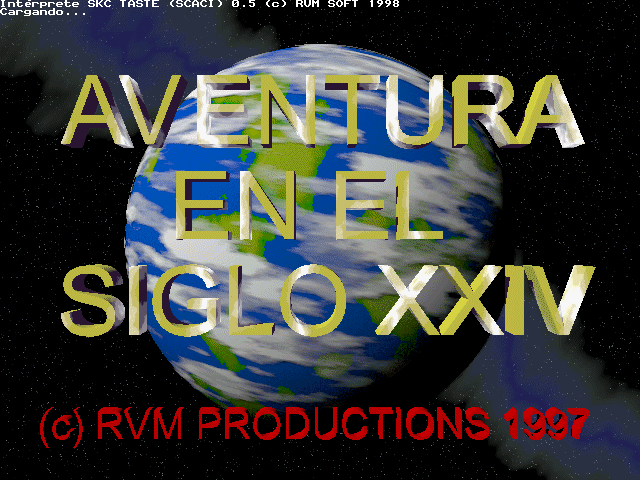 Intérprete SKC TASTE (SCACI) 0.5 (c) RVM SOFT 1998
Cargando...
AVENTURA
EN EL
SIGLO XXIV
(c) RVM PRODUCTIONS 1997